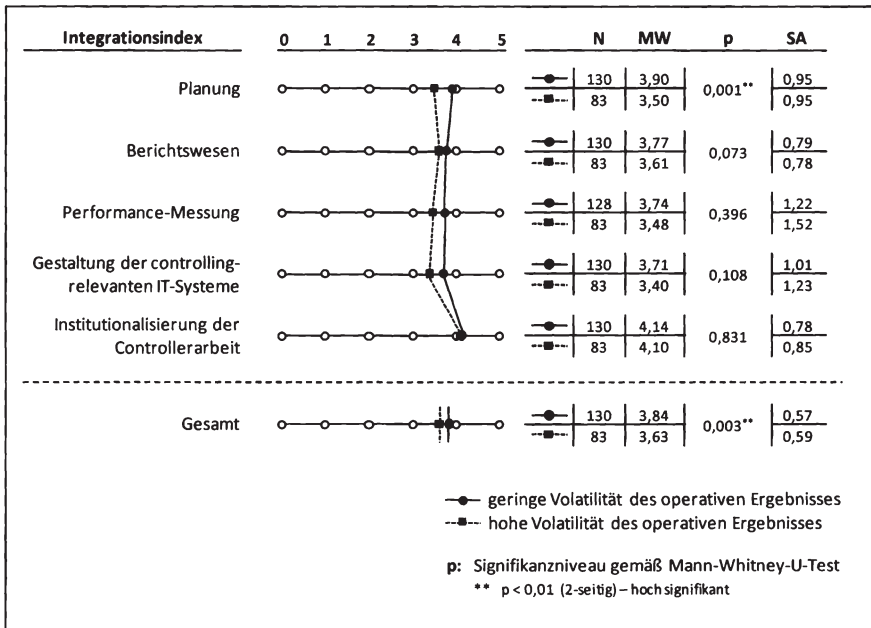 Integrationsindex 0 1 2 3 4 5 N MW p SA
Planung 130 3,90 0,001** 0,95
83 3,50 0,95
Berichtswesen 130 3,77 0,073 0,79
83 3,61 0,78
Performance-Messung 128 3,74 0,396 1,22
83 3,48 1,52
Gestaltung der controlling-
relevanten IT-Systeme 130 3,71 0,108 1,01
83 3,40 1,23
Institutionalisierung der
Controllerarbeit 130 4,14 0,831 0,78
83 4,10 0,85
Gesamt 130 3,84 0,003** 0,57
83 3,63 0,59
geringe Volatilität des operativen Ergebnisses
hohe Volatilität des operativen Ergebnisses
p: Signifikanzniveau gemäß Mann-Whitney-U-Test
** p < 0,01 (2-seitig) – hoch signifikant